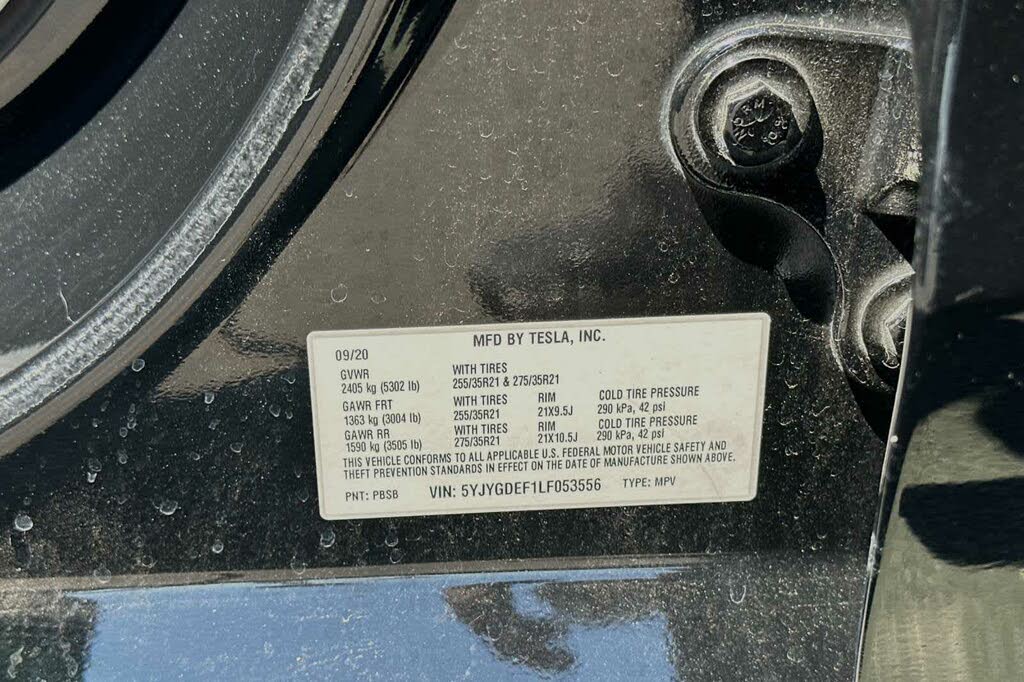 MFD BY TESLA, INC.
09/20
GVWR WITH TIRES
2405 kg (5302 lb) 255/35R21 & 275/35R21
GAWR FRT WITH TIRES RIM COLD TIRE PRESSURE
1363 kg (3004 lb) 255/35R21 21X9.5J 290 kPa, 42 psi
GAWR RR WITH TIRES RIM COLD TIRE PRESSURE
1590 kg (3505 lb) 275/35R21 21X10.5J 290 kPa, 42 psi
THIS VEHICLE CONFORMS TO ALL APPLICABLE U.S. FEDERAL MOTOR VEHICLE SAFETY AND
THEFT PREVENTION STANDARDS IN EFFECT ON THE DATE OF MANUFACTURE SHOWN ABOVE.
PNT: PBSB VIN: 5YJYGDEF1LF053556 TYPE: MPV